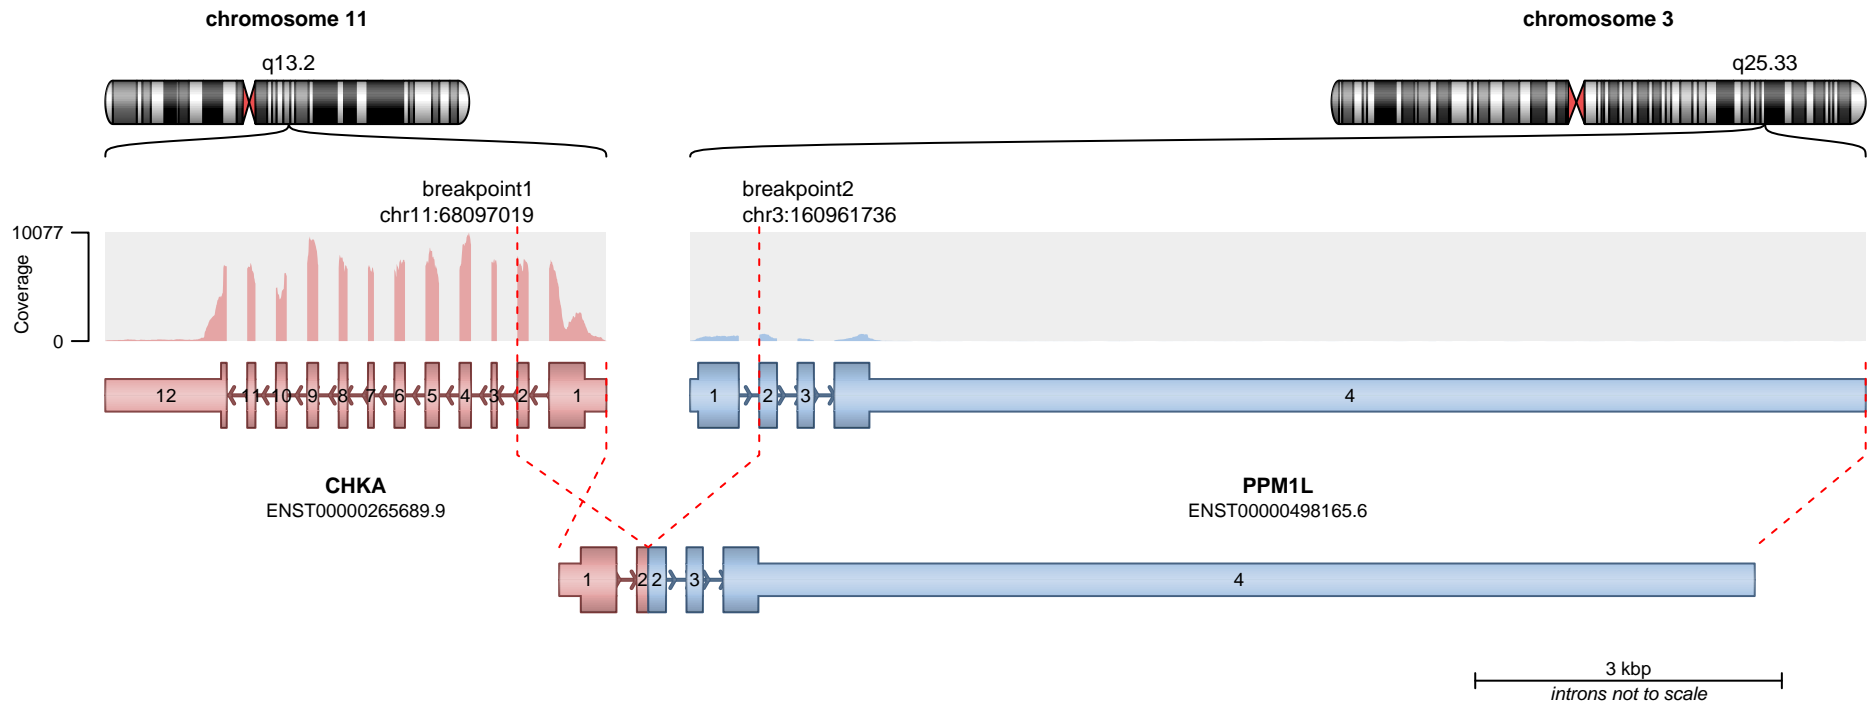 chromosome 11
chromosome 3
q13.2
q25.33
breakpoint1
chr11:68097019
breakpoint2
chr3:160961736
10077
Coverage
0
12 11 10 9 8 7 6 5 4 3 2 1
1 2 3 4
CHKA
ENST00000265689.9
PPM1L
ENST00000498165.6
1 2 2 3 4
3 kbp
introns not to scale